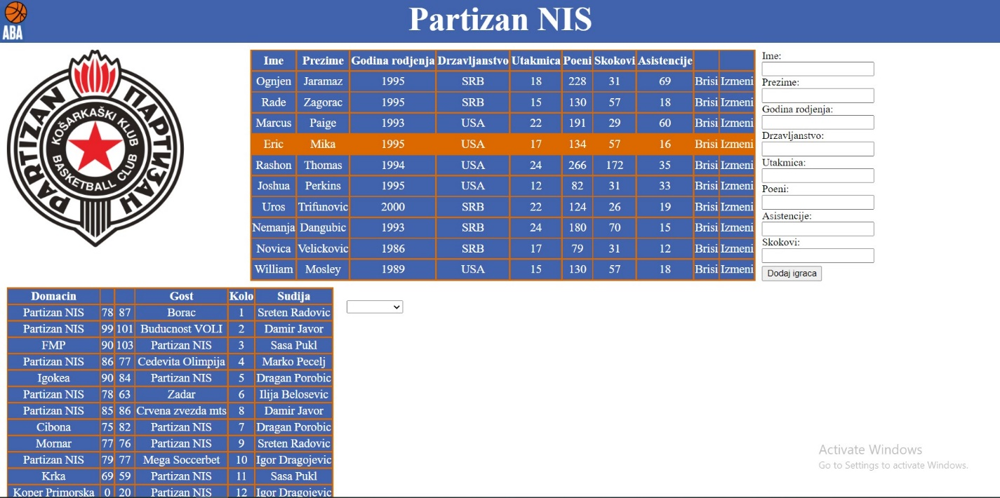 ABA
Partizan NIS
PARTIZAN ПАРТИЗАН
KOŠARKAŠKI KLUB
BASKETBALL CLUB
Ime Prezime Godina rodjenja Drzavljanstvo Utakmica Poeni Skokovi Asistencije
Ognjen Jaramaz 1995 SRB 18 228 31 69 Brisi Izmeni
Rade Zagorac 1995 SRB 15 130 57 18 Brisi Izmeni
Marcus Paige 1993 USA 22 191 29 60 Brisi Izmeni
Eric Mika 1995 USA 17 134 57 16 Brisi Izmeni
Rashon Thomas 1994 USA 24 266 172 35 Brisi Izmeni
Joshua Perkins 1995 USA 12 82 31 33 Brisi Izmeni
Uros Trifunovic 2000 SRB 22 124 26 19 Brisi Izmeni
Nemanja Dangubic 1993 SRB 24 180 70 15 Brisi Izmeni
Novica Velickovic 1986 SRB 17 79 31 12 Brisi Izmeni
William Mosley 1989 USA 15 130 57 18 Brisi Izmeni
Ime:
Prezime:
Godina rodjenja:
Drzavljanstvo:
Utakmica:
Poeni:
Asistencije:
Skokovi:
Dodaj igraca
Domacin Gost Kolo Sudija
Partizan NIS 78 87 Borac 1 Sreten Radovic
Partizan NIS 99 101 Buducnost VOLI 2 Damir Javor
FMP 90 103 Partizan NIS 3 Sasa Pukl
Partizan NIS 86 77 Cedevita Olimpija 4 Marko Pecelj
Igokea 90 84 Partizan NIS 5 Dragan Porobic
Partizan NIS 78 63 Zadar 6 Ilija Belosevic
Partizan NIS 85 86 Crvena zvezda mts 8 Damir Javor
Cibona 75 82 Partizan NIS 7 Dragan Porobic
Mornar 77 76 Partizan NIS 9 Sreten Radovic
Partizan NIS 79 77 Mega Soccerbet 10 Igor Dragojevic
Krka 69 59 Partizan NIS 11 Sasa Pukl
Koper Primorska 0 20 Partizan NIS 12 Igor Dragojevic
Activate Windows
Go to Settings to activate Windows.